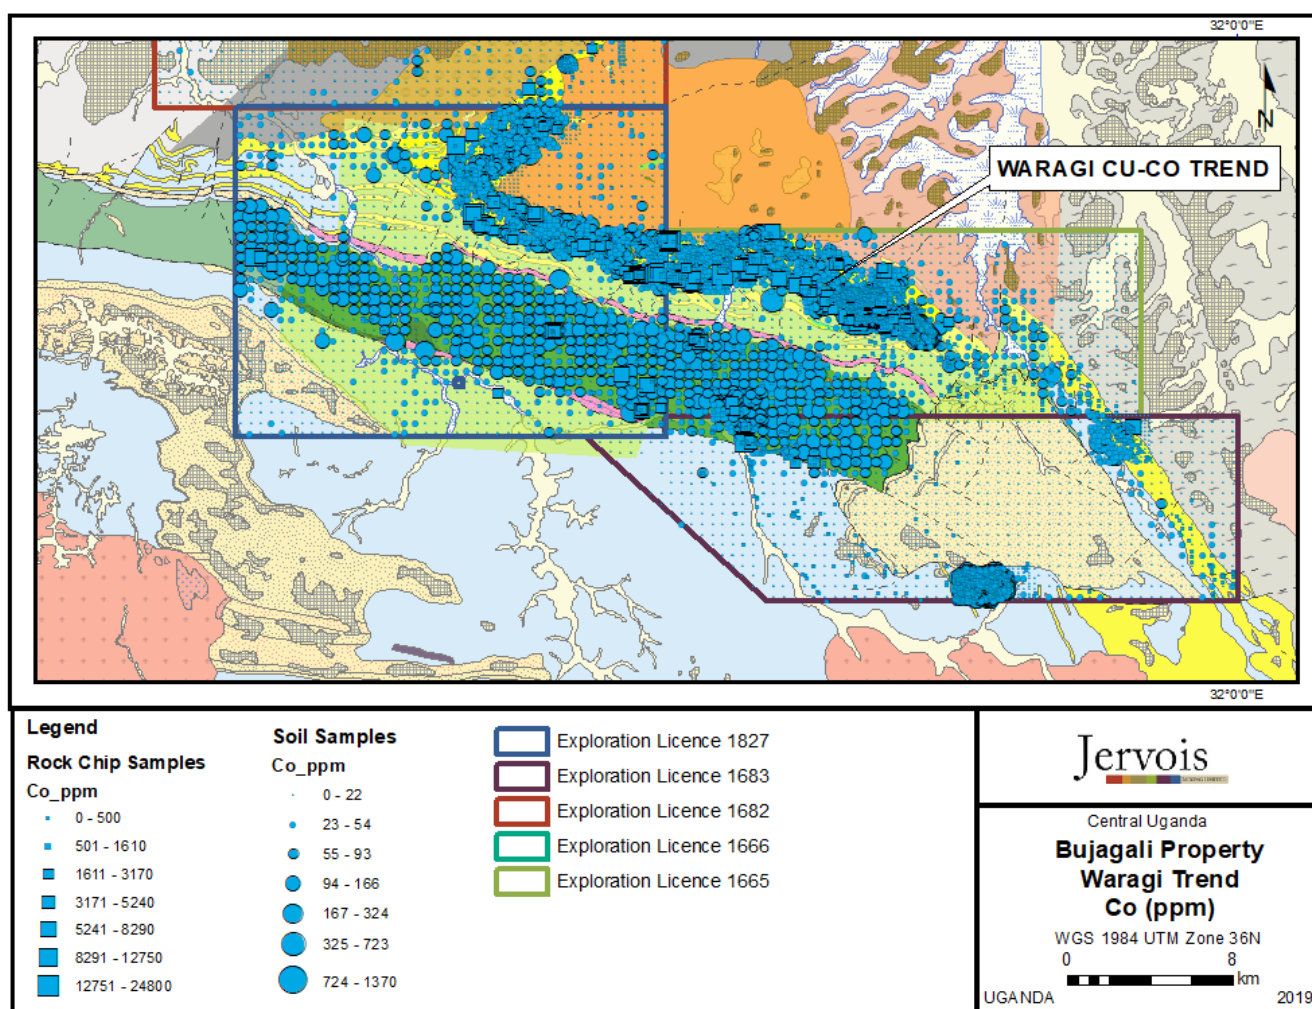 32°0'0"E
N
WARAGI CU-CO TREND
32°0'0"E
Legend
Rock Chip Samples
Co_ppm
0 - 500
501 - 1610
1611 - 3170
3171 - 5240
5241 - 8290
8291 - 12750
12751 - 24800
Soil Samples
Co_ppm
0 - 22
23 - 54
55 - 93
94 - 166
167 - 324
325 - 723
724 - 1370
Exploration Licence 1827
Exploration Licence 1683
Exploration Licence 1682
Exploration Licence 1666
Exploration Licence 1665
Jervois
Central Uganda
Bujagali Property
Waragi Trend
Co (ppm)
WGS 1984 UTM Zone 36N
0 8
km
UGANDA 2019